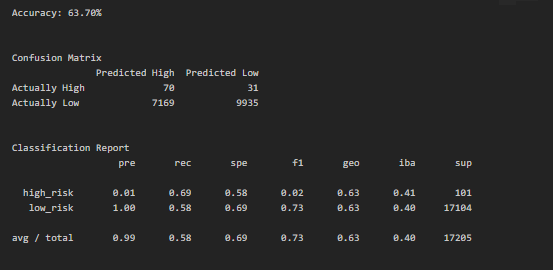 Accuracy: 63.70%
Confusion Matrix
Predicted High Predicted Low
Actually High 70 31
Actually Low 7169 9935
Classification Report
pre rec spe f1 geo iba sup
high_risk 0.01 0.69 0.58 0.02 0.63 0.41 101
low_risk 1.00 0.58 0.69 0.73 0.63 0.40 17104
avg / total 0.99 0.58 0.69 0.73 0.63 0.40 17205